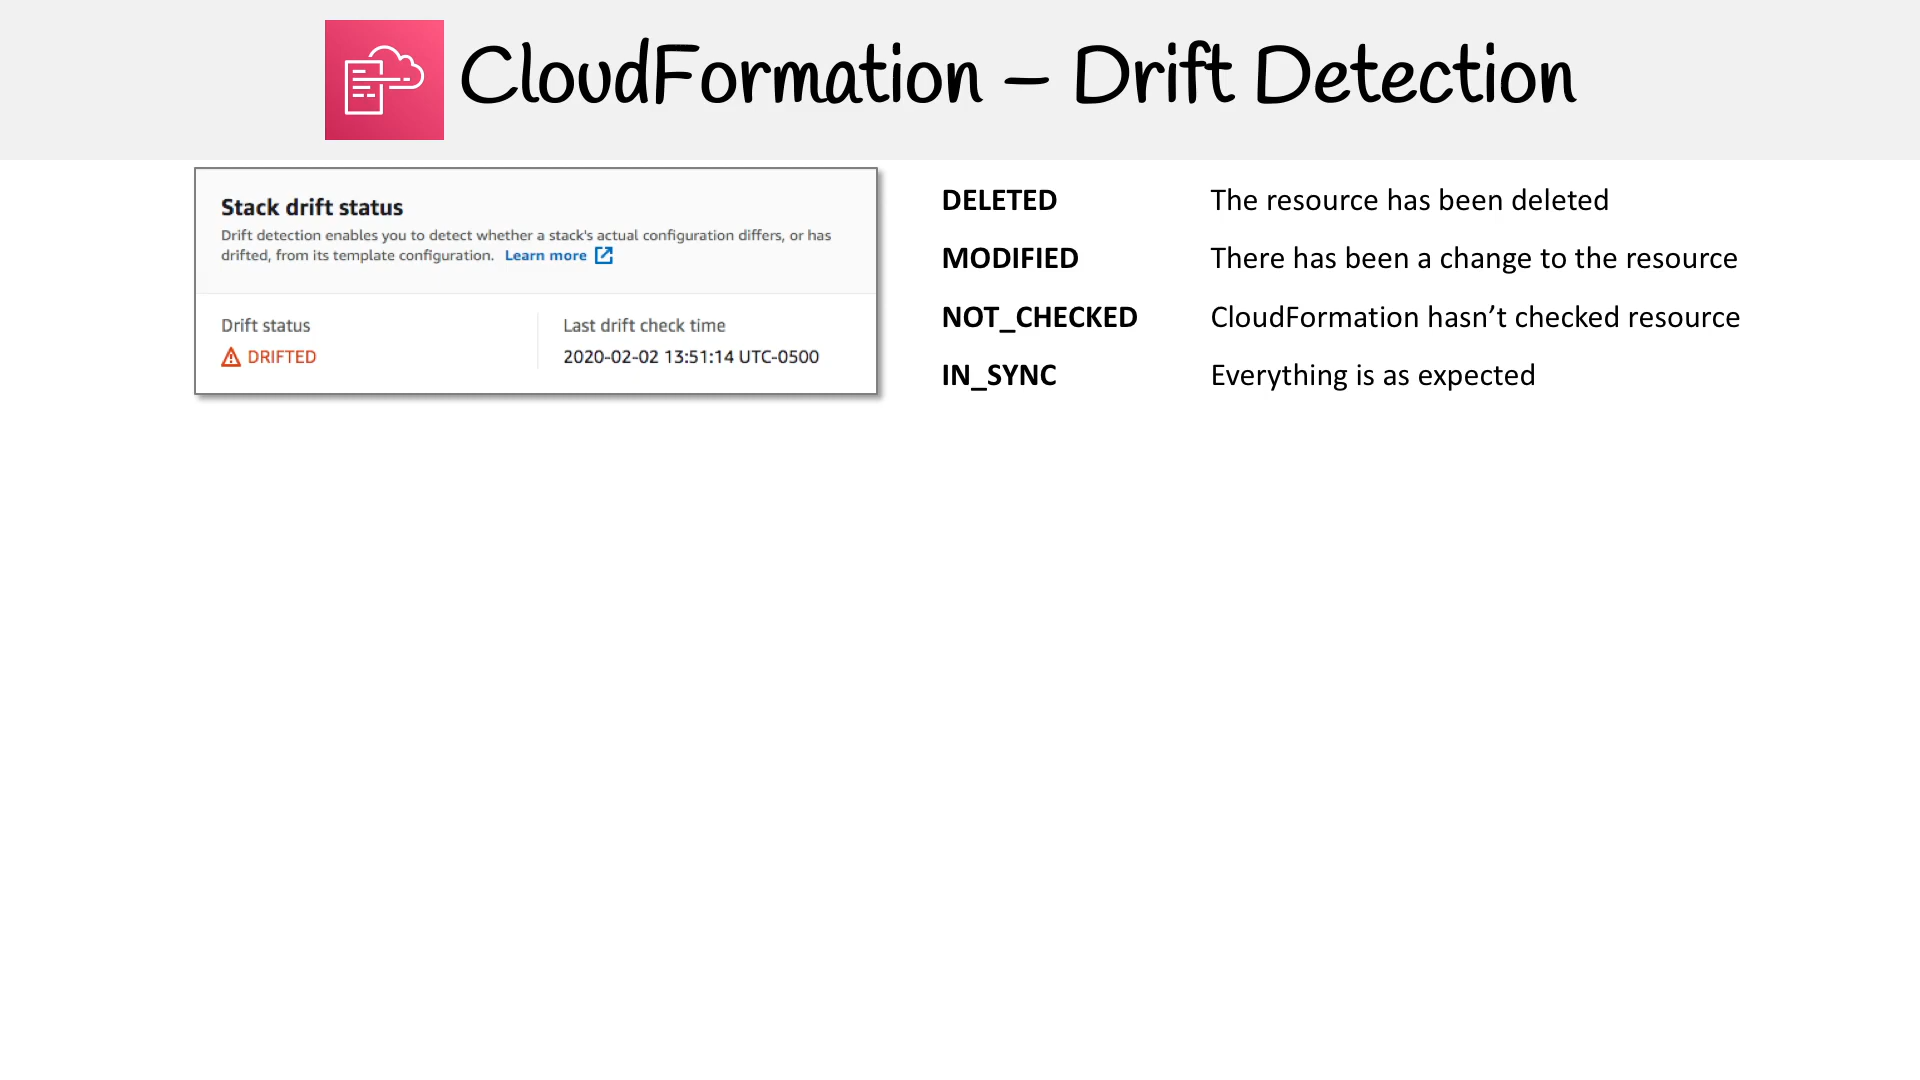 CloudFormation – Drift Detection
Stack drift status
Drift detection enables you to detect whether a stack's actual configuration differs, or has
drifted, from its template configuration. Learn more
Drift status
DRIFTED
Last drift check time
2020-02-02 13:51:14 UTC-0500
DELETED The resource has been deleted
MODIFIED There has been a change to the resource
NOT_CHECKED CloudFormation hasn’t checked resource
IN_SYNC Everything is as expected